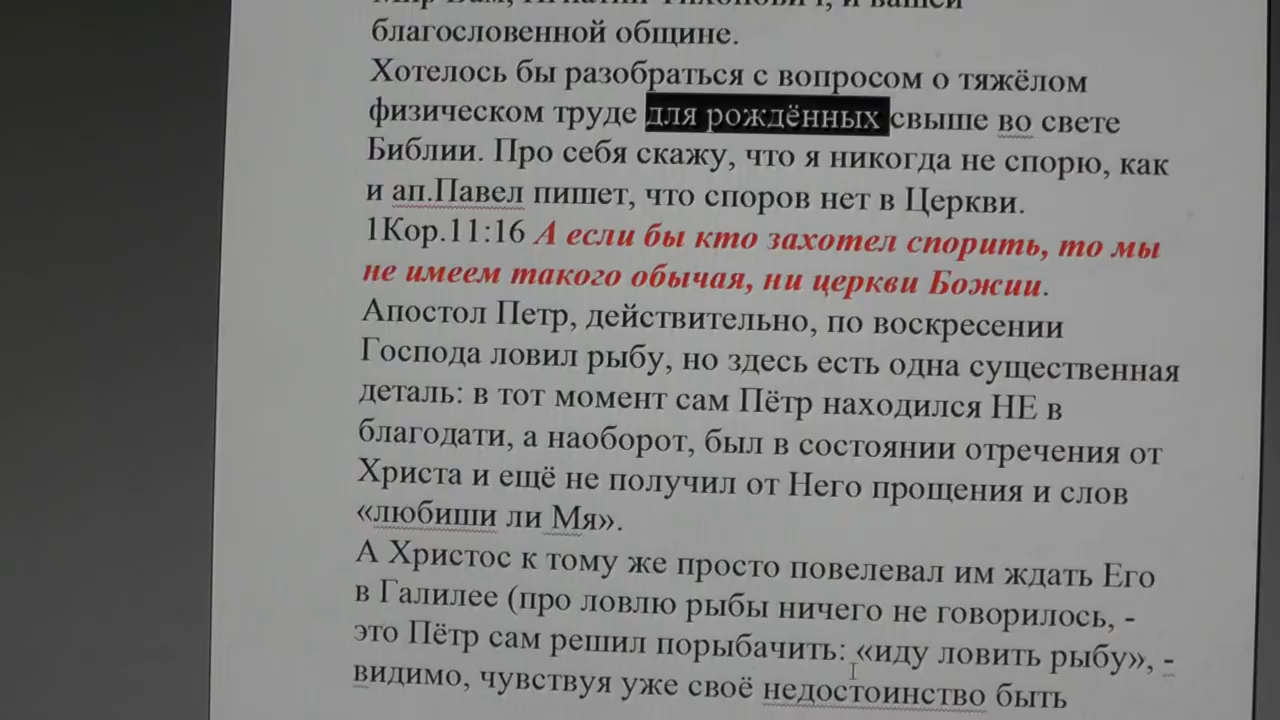 Мир Вам, Игнатий Тихонович, и вашей
благословенной общине.
Хотелось бы разобраться с вопросом о тяжёлом
физическом труде для рождённых свыше во свете
Библии. Про себя скажу, что я никогда не спорю, как
и ап.Павел пишет, что споров нет в Церкви.
1Кор.11:16 А если бы кто захотел спорить, то мы
не имеем такого обычая, ни церкви Божии.
Апостол Петр, действительно, по воскресении
Господа ловил рыбу, но здесь есть одна существенная
деталь: в тот момент сам Пётр находился НЕ в
благодати, а наоборот, был в состоянии отречения от
Христа и ещё не получил от Него прощения и слов
«любиши ли Мя».
А Христос к тому же просто повелевал им ждать Его
в Галилее (про ловлю рыбы ничего не говорилось, -
это Пётр сам решил порыбачить: «иду ловить рыбу», -
видимо, чувствуя уже своё недостоинство быть